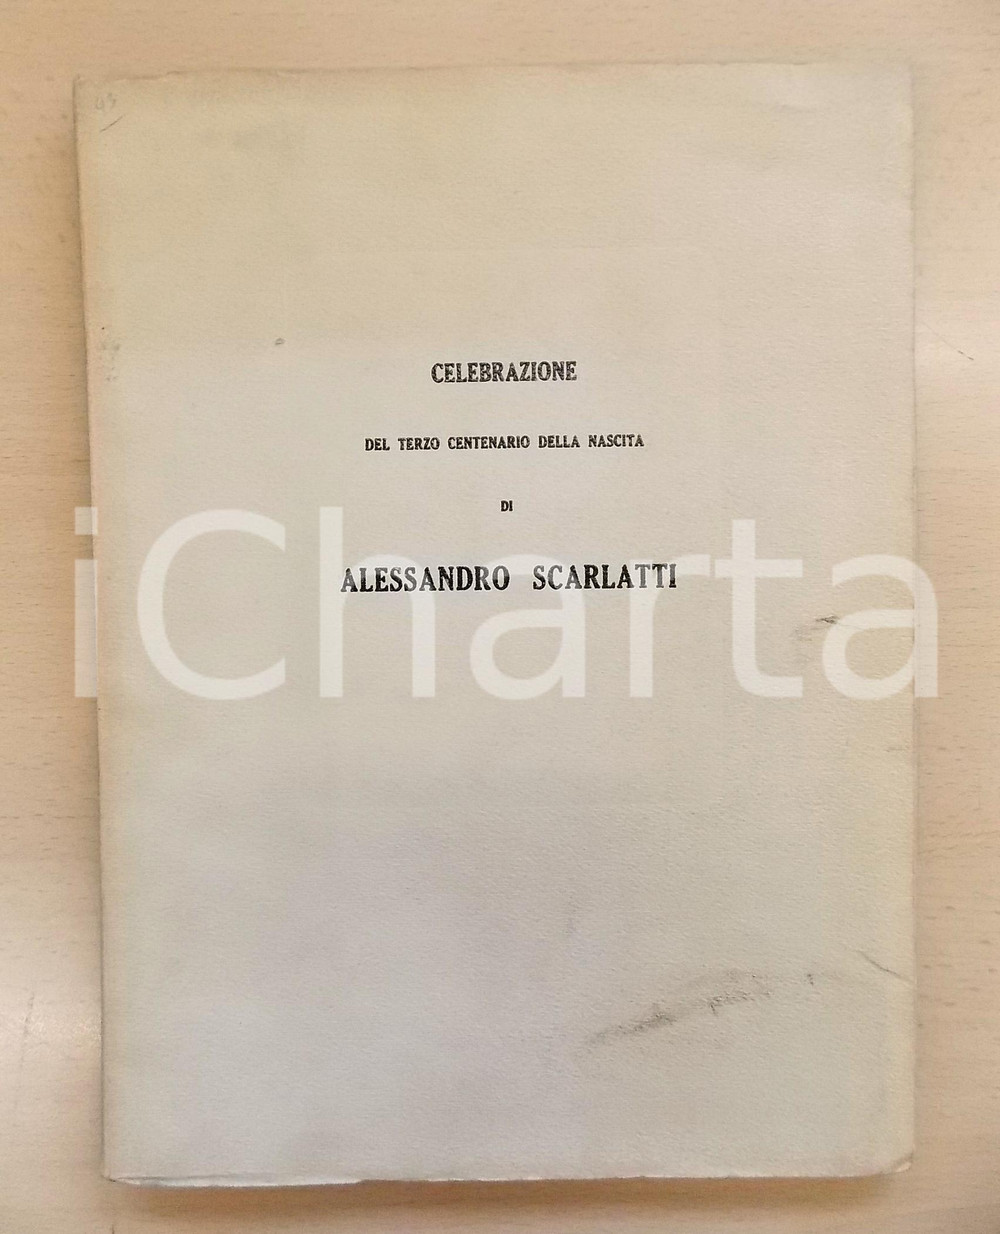 CELEBRAZIONE
DEL TERZO CENTENARIO DELLA NASCITA
DI
iCharta
ALESSANDRO SCARLATTI